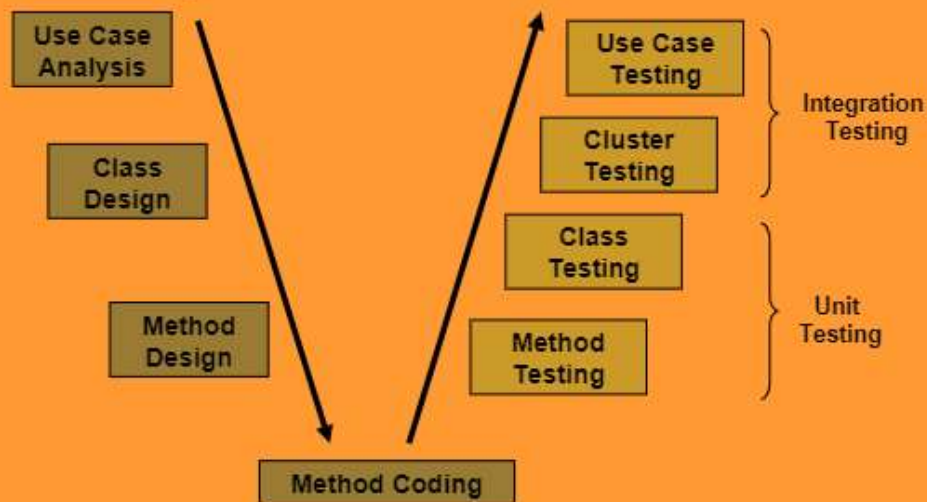 Use Case
Analysis
Class
Design
Method
Design
Method Coding
Use Case
Testing
Cluster
Testing
Class
Testing
Method
Testing
Integration
Testing
Unit
Testing